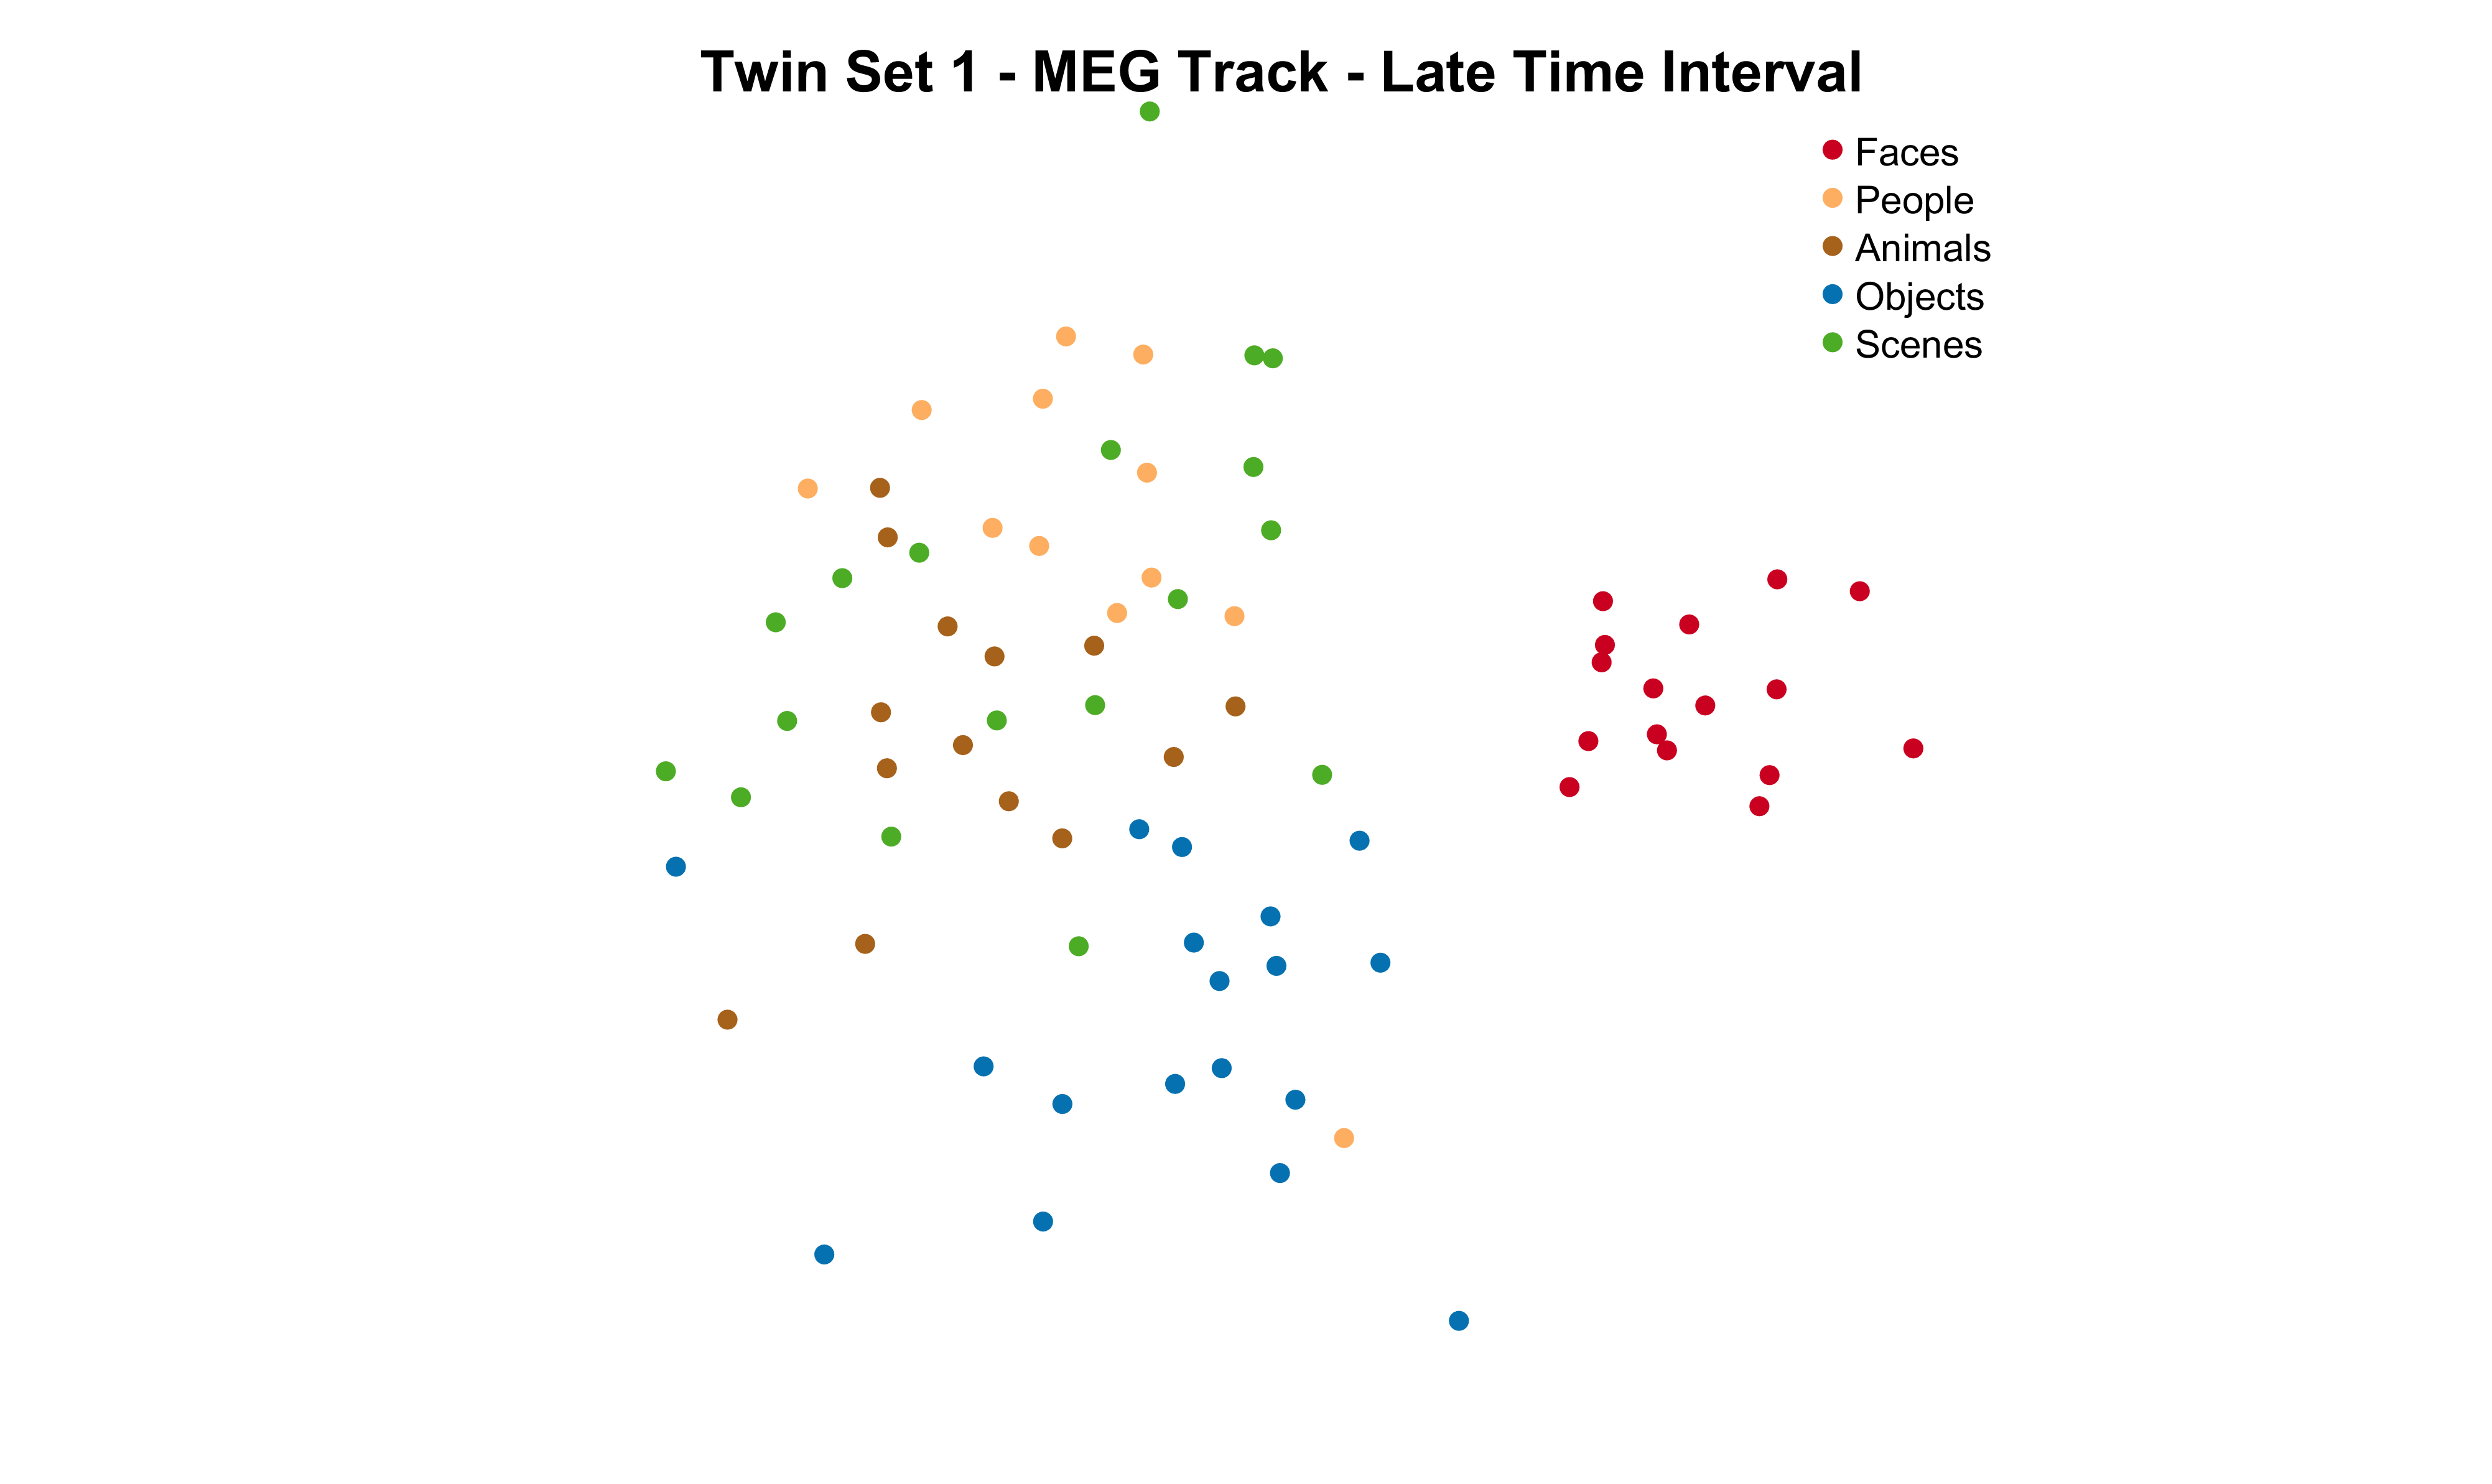 Twin Set 1 - MEG Track - Late Time Interval
Faces
People
Animals
Objects
Scenes